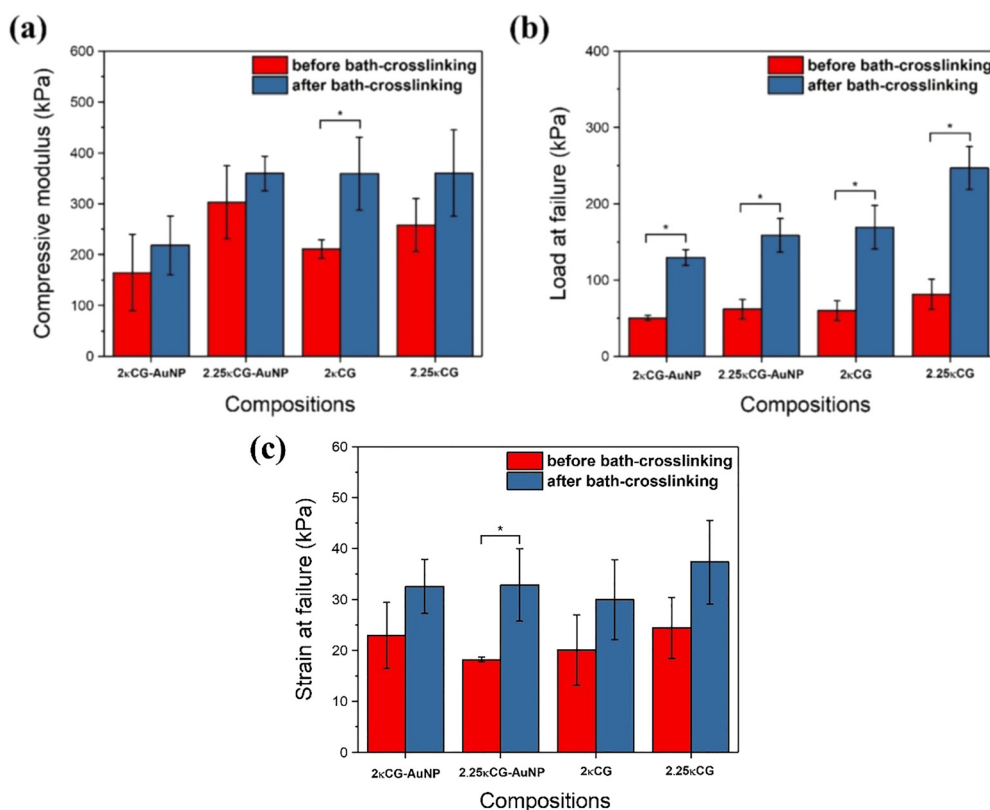 (a)
600
500
400
300
200
100
0
Compressive modulus (kPa)
before bath-crosslinking
after bath-crosslinking
*
2κCG-AuNP 2.25κCG-AuNP 2κCG 2.25κCG
Compositions
(b)
400
300
200
100
50
0
Load at failure (kPa)
before bath-crosslinking
after bath-crosslinking
*
*
*
*
2κCG-AuNP 2.25κCG-AuNP 2κCG 2.25κCG
Compositions
(c)
60
50
40
30
20
10
0
Strain at failure (kPa)
before bath-crosslinking
after bath-crosslinking
*
2κCG-AuNP 2.25κCG-AuNP 2κCG 2.25κCG
Compositions